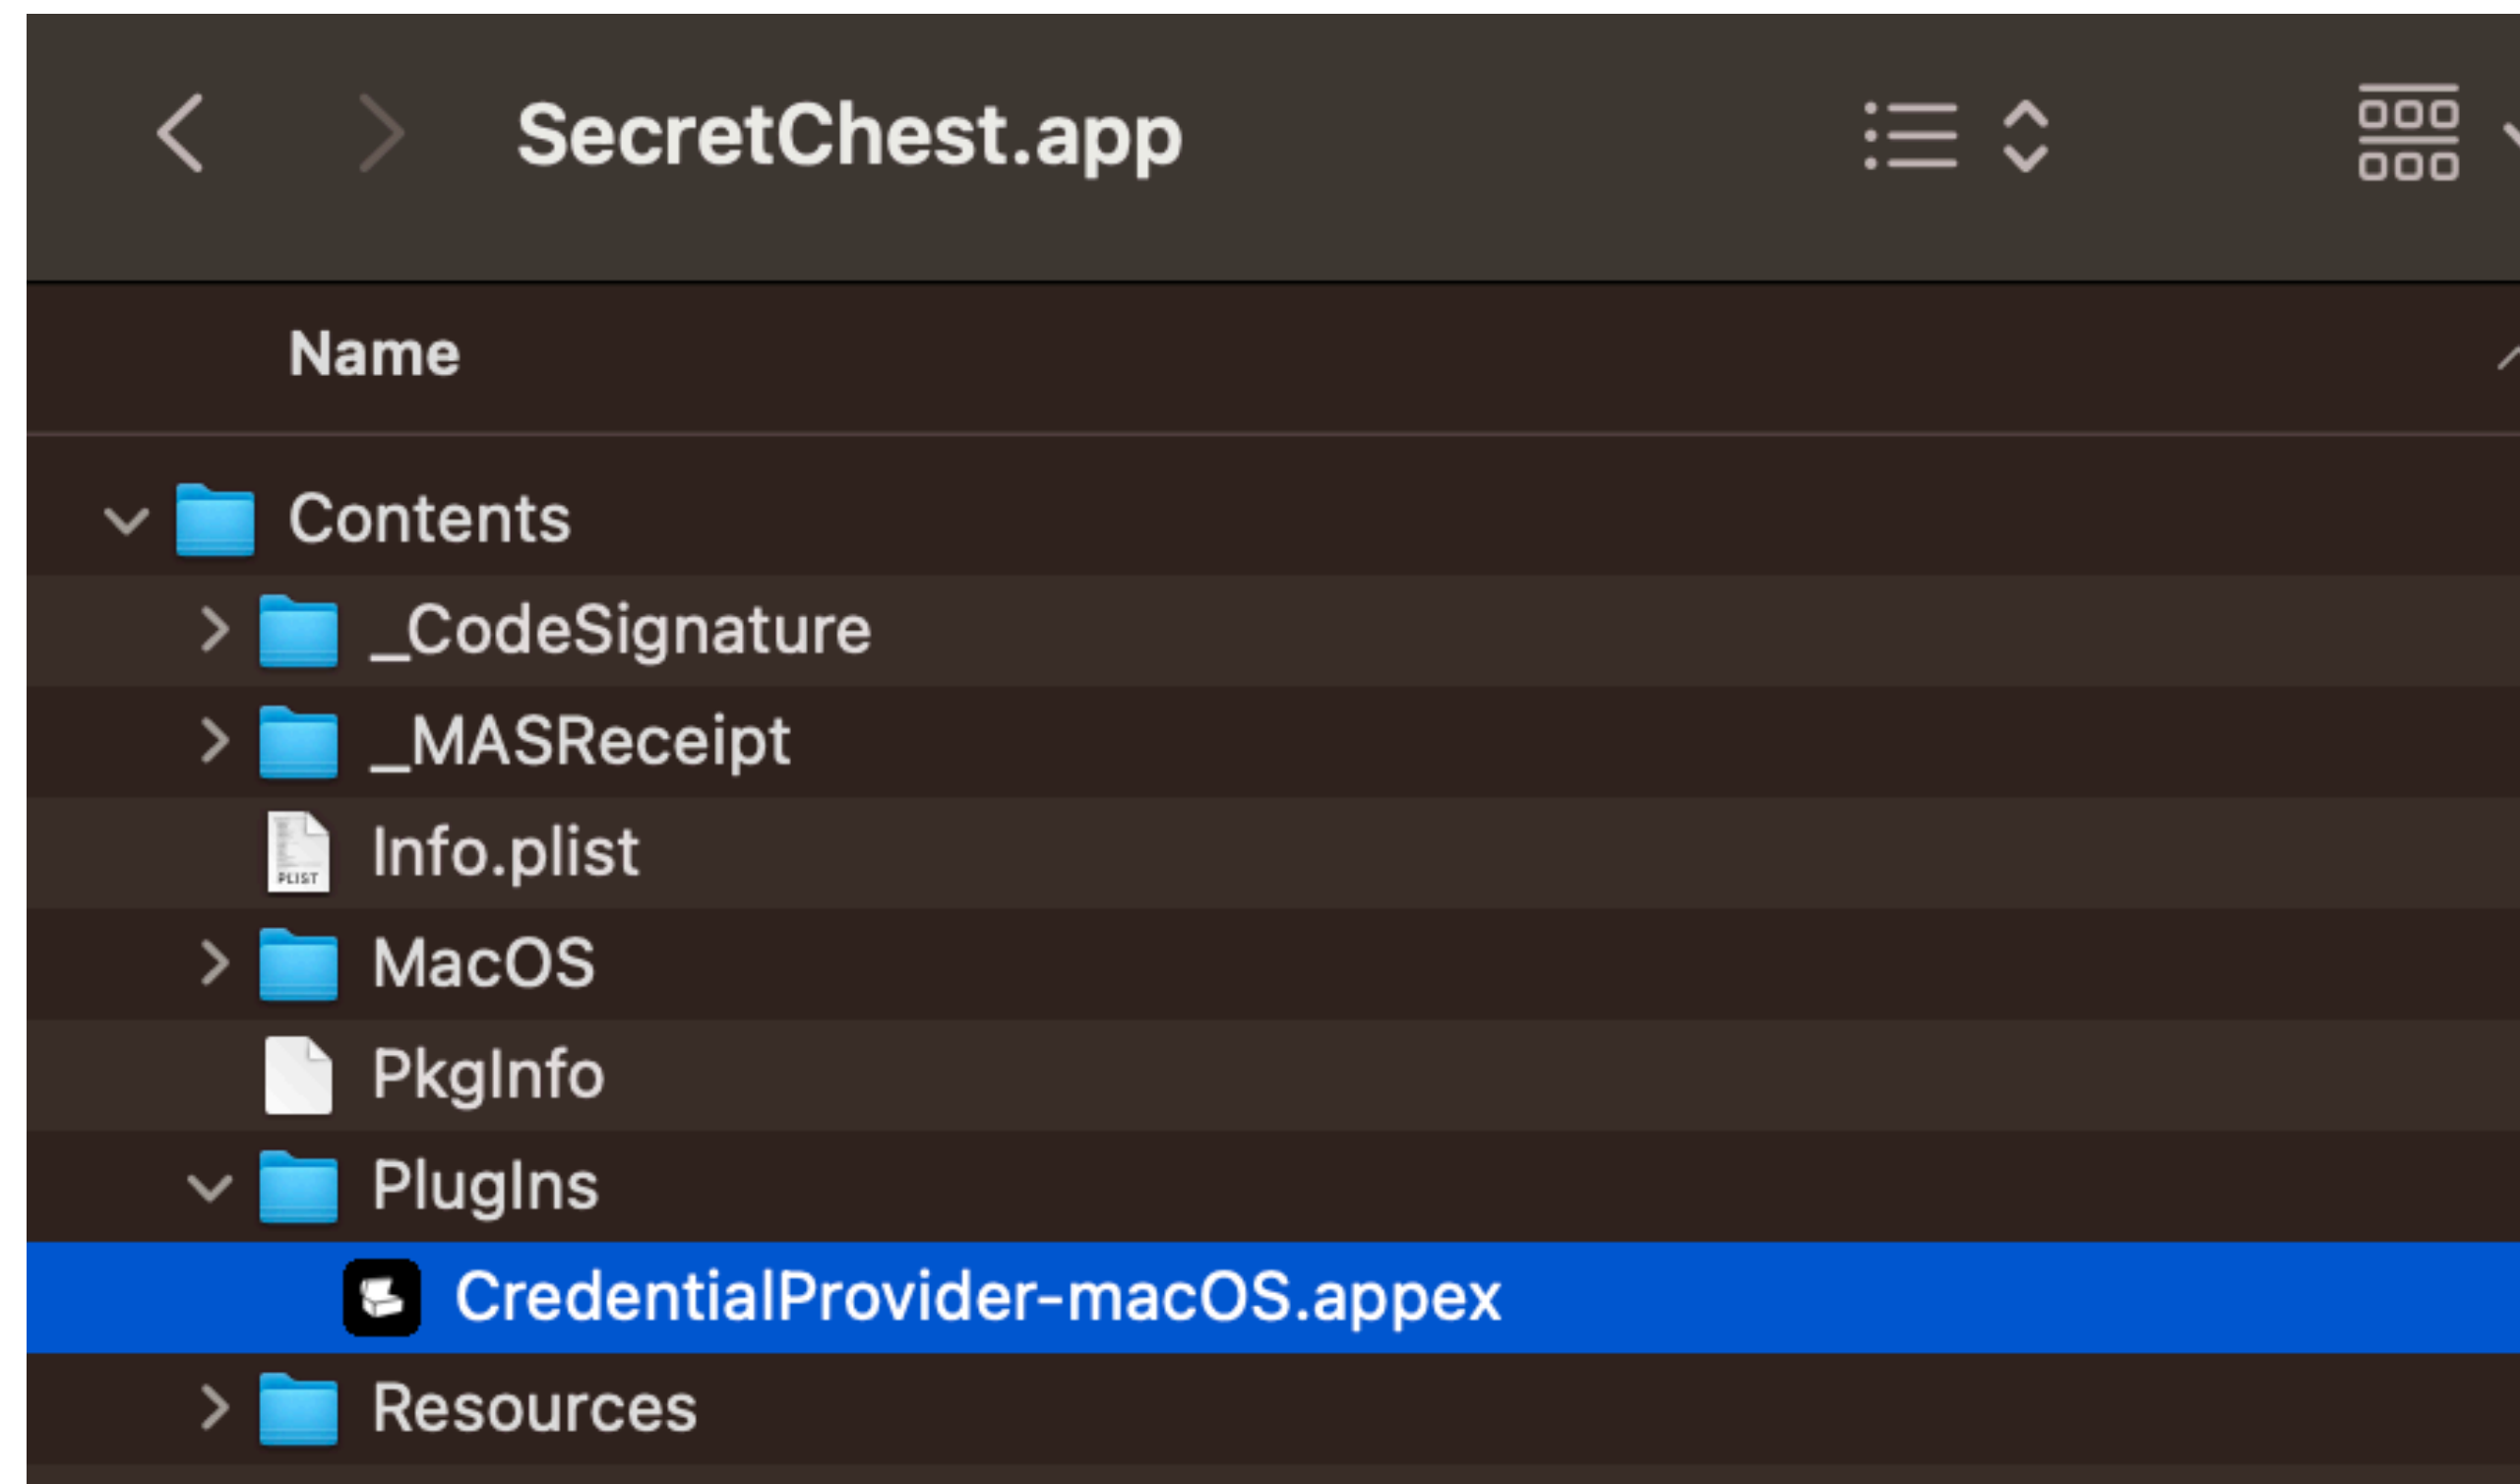 SecretChest.app
Name
Contents
_CodeSignature
_MASReceipt
PLIST
Info.plist
MacOS
PkgInfo
PlugIns
CredentialProvider-macOS.appex
Resources